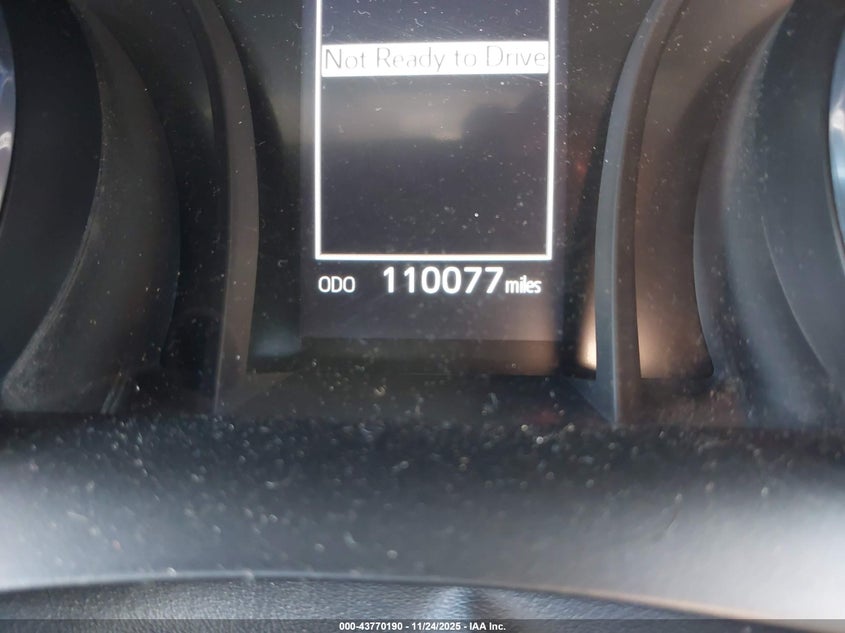 Not Ready to Drive
ODO 110077 miles
000-43770190 - 11/24/2025 - IAA Inc.